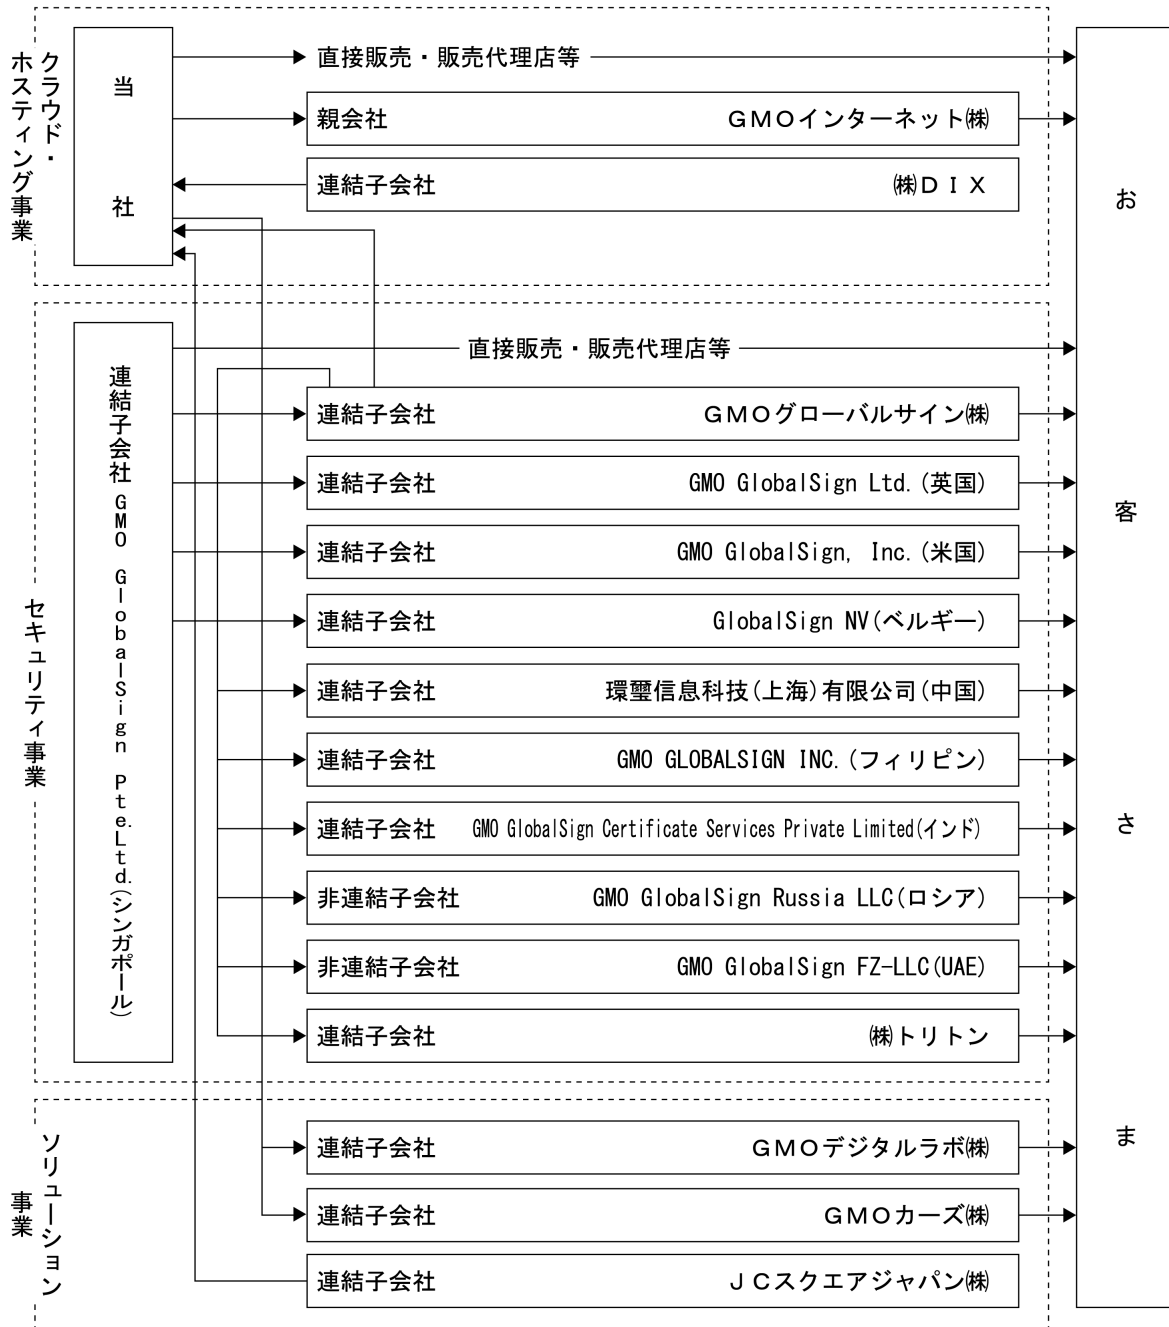 クラウド・
ホスティング事業
当社
直接販売・販売代理店等
親会社 GMOインターネット㈱
連結子会社 ㈱DIX
セキュリティ事業
連結子会社 GMO GlobalSign Pte.Ltd.(シンガポール)
直接販売・販売代理店等
連結子会社 GMOグローバルサイン㈱
連結子会社 GMO GlobalSign Ltd.(英国)
連結子会社 GMO GlobalSign, Inc.(米国)
連結子会社 GlobalSign NV(ベルギー)
連結子会社 環璽信息科技(上海)有限公司(中国)
連結子会社 GMO GLOBALSIGN INC.(フィリピン)
連結子会社 GMO GlobalSign Certificate Services Private Limited(インド)
非連結子会社 GMO GlobalSign Russia LLC(ロシア)
非連結子会社 GMO GlobalSign FZ-LLC(UAE)
連結子会社 ㈱トリトン
ソリューション
事業
連結子会社 GMOデジタルラボ㈱
連結子会社 GMOカーズ㈱
連結子会社 JCスクエアジャパン㈱
お客さま